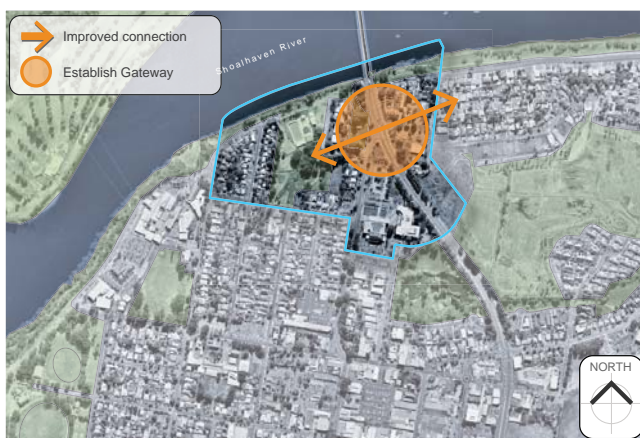 Improved connection
Establish Gateway
Shoalhaven River
NORTH